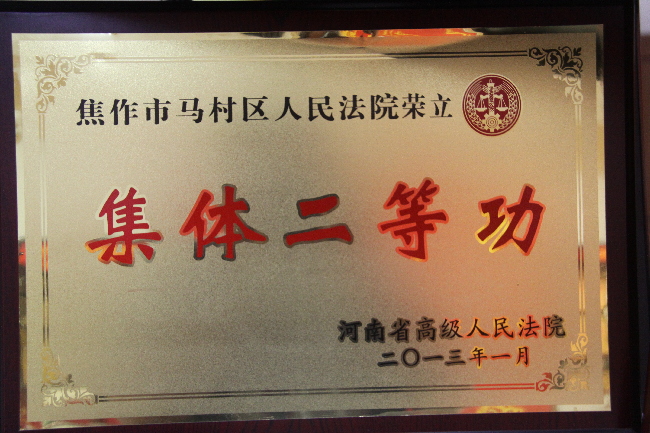 焦作市马村区人民法院荣立
集体二等功
河南省高级人民法院
二〇一三年一月